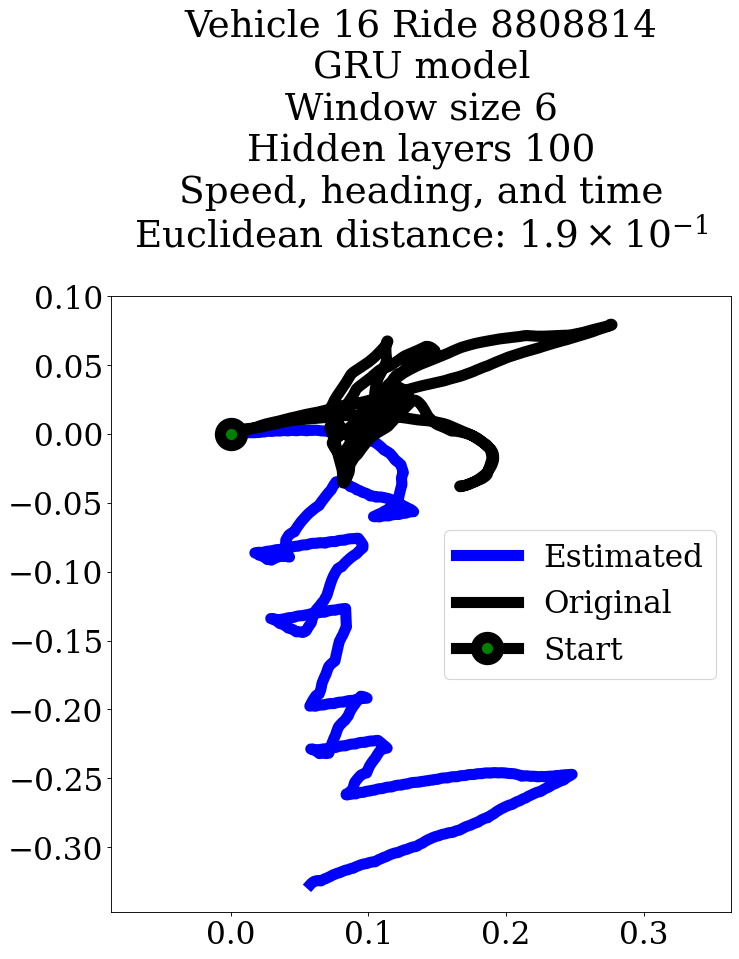 Vehicle 16 Ride 8808814
GRU model
Window size 6
Hidden layers 100
Speed, heading, and time
Euclidean distance: 1.9 × 10⁻¹
0.10
0.05
0.00
−0.05
−0.10
−0.15
−0.20
−0.25
−0.30
Estimated
Original
Start
0.0 0.1 0.2 0.3